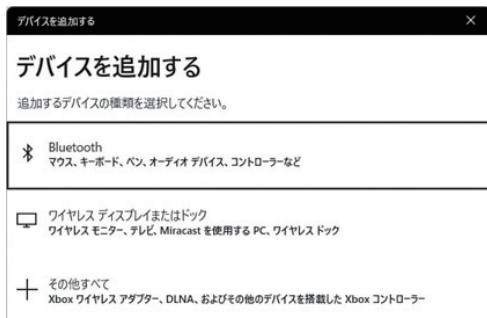 デバイスを追加する
デバイスを追加する
追加するデバイスの種類を選択してください。
Bluetooth
マウス、キーボード、ペン、オーディオ デバイス、コントローラーなど
ワイヤレス ディスプレイまたはドック
ワイヤレス モニター、テレビ、Miracast を使用する PC、ワイヤレス ドック
その他すべて
Xbox ワイヤレス アダプター、DLNA、およびその他のデバイスを搭載した Xbox コントローラー